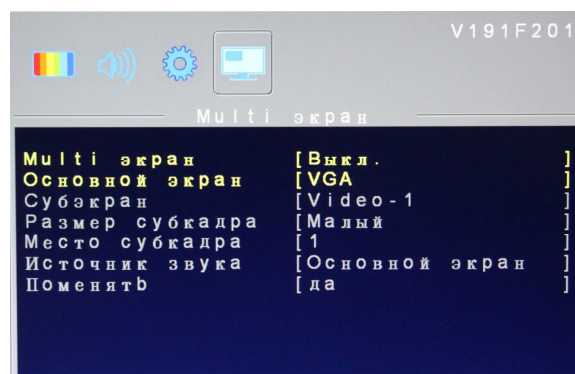 V191F201
Multi экран
Multi экран [Выкл. ]
Основной экран [VGA ]
Субэкран [Video-1 ]
Размер субкадра [Малый ]
Место субкадра [1 ]
Источник звука [Основной экран ]
Поменятb [да ]